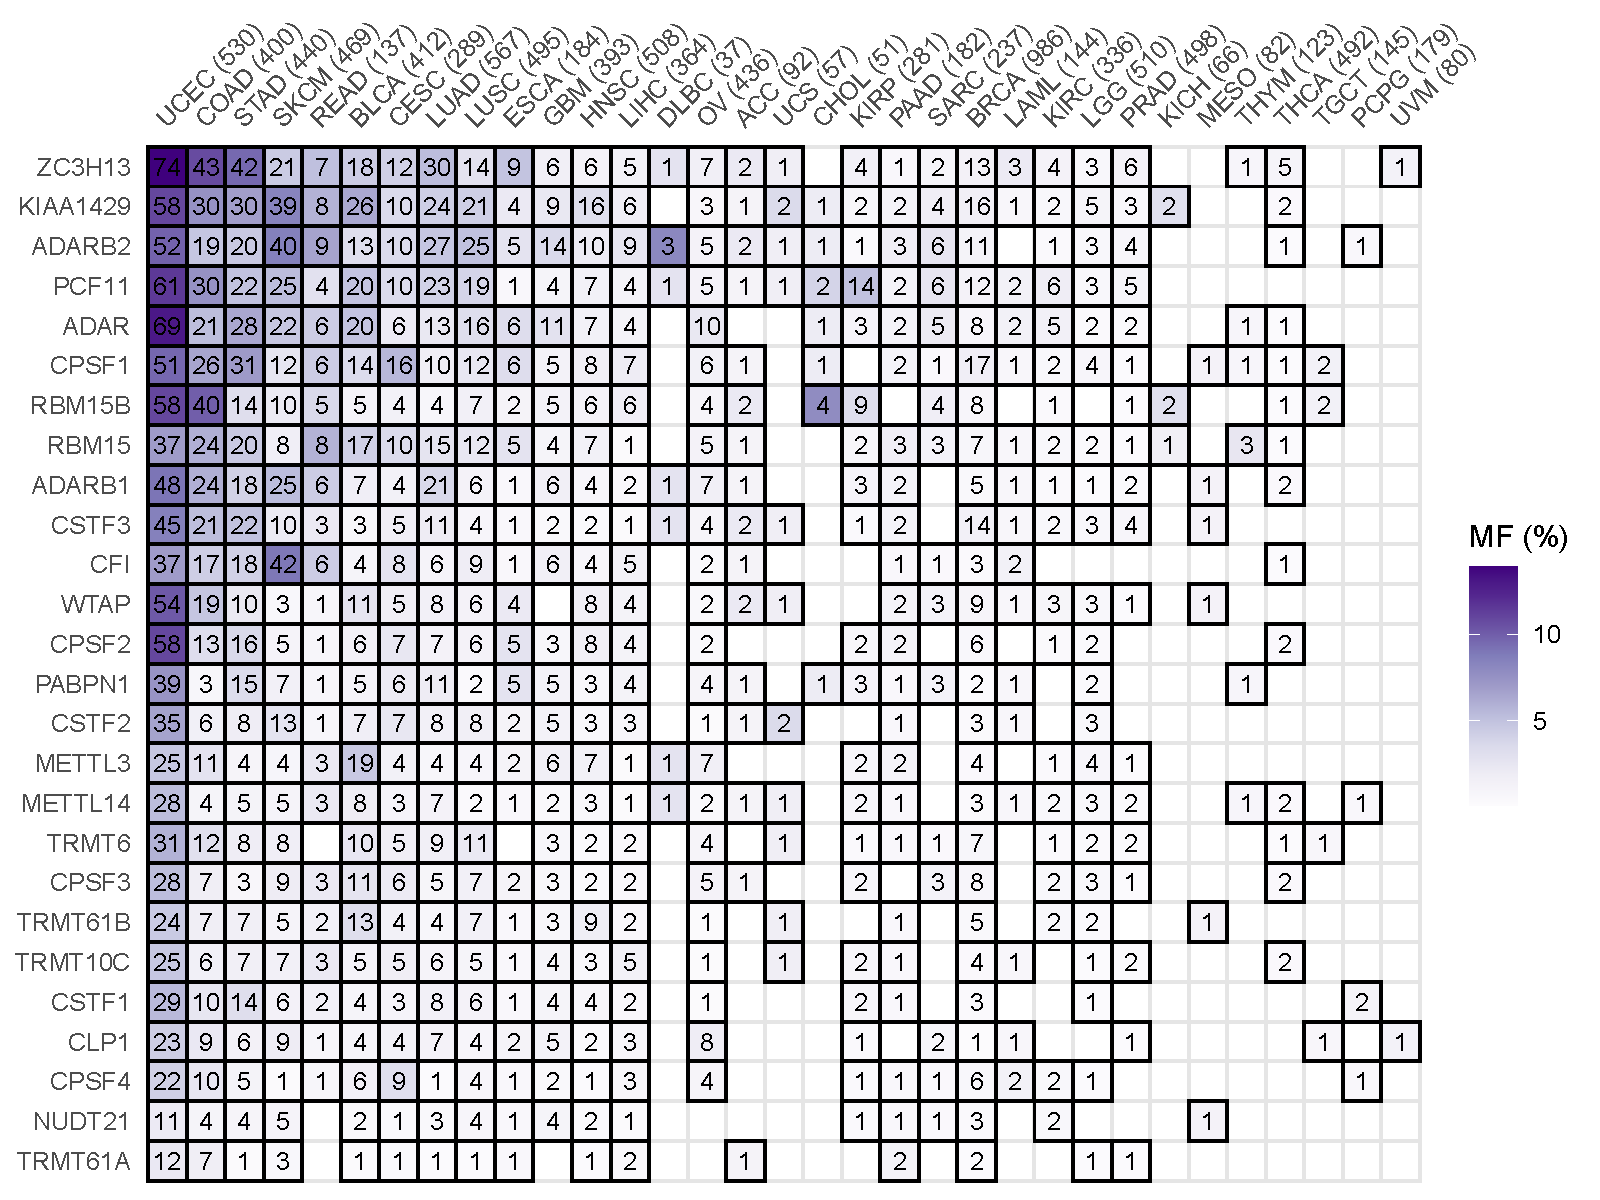 UCEC (530) COAD (400) STAD (440) SKCM (469) READ (137) BLCA (412) CESC (289) LUAD (567) LUSC (495) ESCA (184) GBM (393) HNSC (508) LIHC (364) DLBC (37) OV (436) ACC (92) UCS (57) CHOL (51) KIRP (281) PAAD (182) SARC (237) BRCA (986) LAML (144) KIRC (336) LGG (510) PRAD (498) KICH (66) MESO (82) THYM (123) THCA (492) TGCT (145) PCPG (179) UVM (80)
ZC3H13 74 43 42 21 7 18 12 30 14 9 6 6 5 1 7 2 1 4 1 2 13 3 4 3 6 1 5 1
KIAA1429 58 30 30 39 8 26 10 24 21 4 9 16 6 3 1 2 1 2 2 4 16 1 2 5 3 2 2
ADARB2 52 19 20 40 9 13 10 27 25 5 14 10 9 3 5 2 1 1 1 3 6 11 1 3 4 1 1
PCF11 61 30 22 25 4 20 10 23 19 1 4 7 4 1 5 1 1 2 14 2 6 12 2 6 3 5
ADAR 69 21 28 22 6 20 6 13 16 6 11 7 4 10 1 3 2 5 8 2 5 2 2 1 1
CPSF1 51 26 31 12 6 14 16 10 12 6 5 8 7 6 1 1 2 1 17 1 2 4 1 1 1 1 2
RBM15B 58 40 14 10 5 5 4 4 7 2 5 6 6 4 2 4 9 4 8 1 1 2 1 2
RBM15 37 24 20 8 8 17 10 15 12 5 4 7 1 5 1 2 3 3 7 1 2 2 1 1 3 1
ADARB1 48 24 18 25 6 7 4 21 6 1 6 4 2 1 7 1 3 2 5 1 1 1 2 1 2
CSTF3 45 21 22 10 3 3 5 11 4 1 2 2 1 1 4 2 1 1 2 14 1 2 3 4 1
CFI 37 17 18 42 6 4 8 6 9 1 6 4 5 2 1 1 1 3 2 1
WTAP 54 19 10 3 1 11 5 8 6 4 8 4 2 2 1 2 3 9 1 3 3 1 1
CPSF2 58 13 16 5 1 6 7 7 6 5 3 8 4 2 2 2 6 1 2 2
PABPN1 39 3 15 7 1 5 6 11 2 5 5 3 4 4 1 1 3 1 3 2 1 2 1
CSTF2 35 6 8 13 1 7 7 8 8 2 5 3 3 1 1 2 1 3 1 3
METTL3 25 11 4 4 3 19 4 4 4 2 6 7 1 1 7 2 2 4 1 4 1
METTL14 28 4 5 5 3 8 3 7 2 1 2 3 1 1 2 1 1 2 1 3 1 2 3 2 1 2 1
TRMT6 31 12 8 8 10 5 9 11 3 2 2 4 1 1 1 1 7 1 2 2 1 1
CPSF3 28 7 3 9 3 11 6 5 7 2 3 2 2 5 1 2 3 8 2 3 1 2
TRMT61B 24 7 7 5 2 13 4 4 7 1 3 9 2 1 1 1 5 2 2 1
TRMT10C 25 6 7 7 3 5 5 6 5 1 4 3 5 1 1 2 1 4 1 1 2 2
CSTF1 29 10 14 6 2 4 3 8 6 1 4 4 2 1 2 1 3 1 2
CLP1 23 9 6 9 1 4 4 7 4 2 5 2 3 8 1 2 1 1 1 1 1
CPSF4 22 10 5 1 1 6 9 1 4 1 2 1 3 4 1 1 1 6 2 2 1 1
NUDT21 11 4 4 5 2 1 3 4 1 4 2 1 1 1 1 3 2 1
TRMT61A 12 7 1 3 1 1 1 1 1 1 2 1 2 2 1 1
MF (%)
10
5